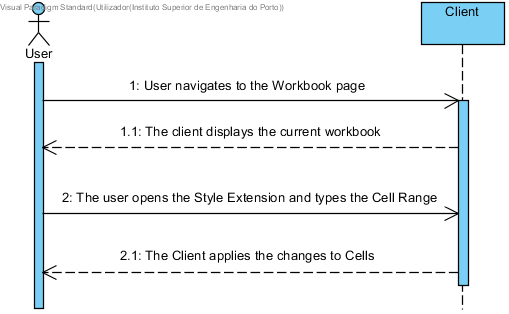 Visual Paradigm Standard(Utilizador(Instituto Superior de Engenharia do Porto))
Client
User
1: User navigates to the Workbook page
1.1: The client displays the current workbook
2: The user opens the Style Extension and types the Cell Range
2.1: The Client applies the changes to Cells